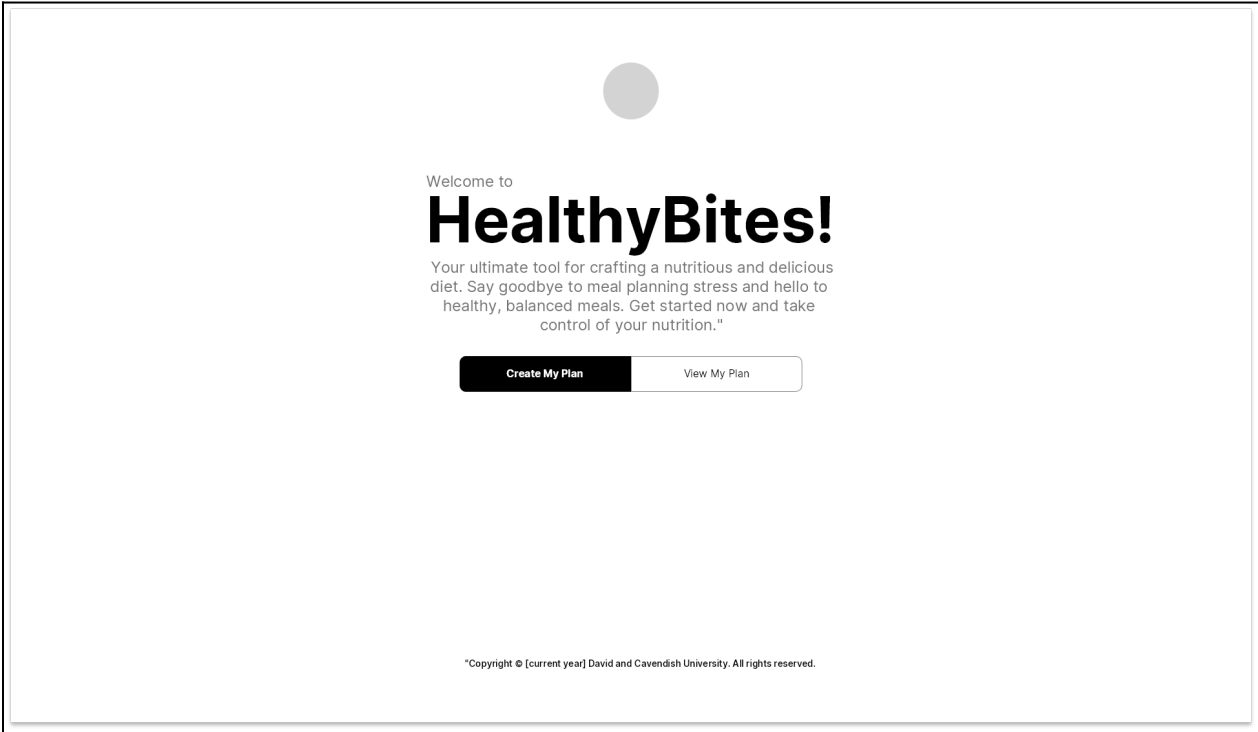 Welcome to
HealthyBites!
Your ultimate tool for crafting a nutritious and delicious
diet. Say goodbye to meal planning stress and hello to
healthy, balanced meals. Get started now and take
control of your nutrition."
Create My Plan
View My Plan
"Copyright © [current year] David and Cavendish University. All rights reserved.